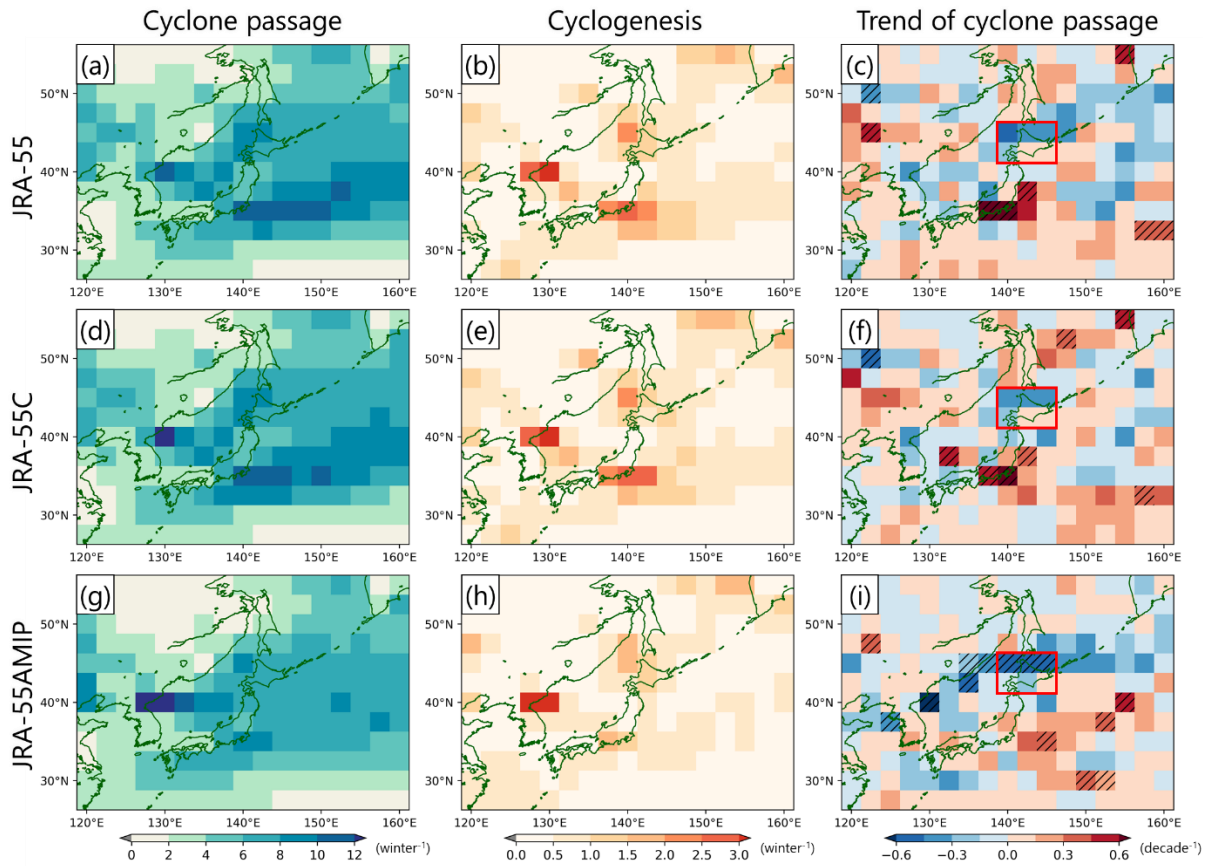 Cyclone passage Cyclogenesis Trend of cyclone passage
JRA-55
(a) (b) (c)
50°N 50°N 50°N
40°N 40°N 40°N
30°N 30°N 30°N
120°E 130°E 140°E 150°E 160°E 120°E 130°E 140°E 150°E 160°E 120°E 130°E 140°E 150°E 160°E
JRA-55C
(d) (e) (f)
50°N 50°N 50°N
40°N 40°N 40°N
30°N 30°N 30°N
120°E 130°E 140°E 150°E 160°E 120°E 130°E 140°E 150°E 160°E 120°E 130°E 140°E 150°E 160°E
JRA-55AMIP
(g) (h) (i)
50°N 50°N 50°N
40°N 40°N 40°N
30°N 30°N 30°N
120°E 130°E 140°E 150°E 160°E 120°E 130°E 140°E 150°E 160°E 120°E 130°E 140°E 150°E 160°E
0 2 4 6 8 10 12 (winter⁻¹) 0.0 0.5 1.0 1.5 2.0 2.5 3.0 (winter⁻¹) −0.6 −0.3 0.0 0.3 0.6 (decade⁻¹)